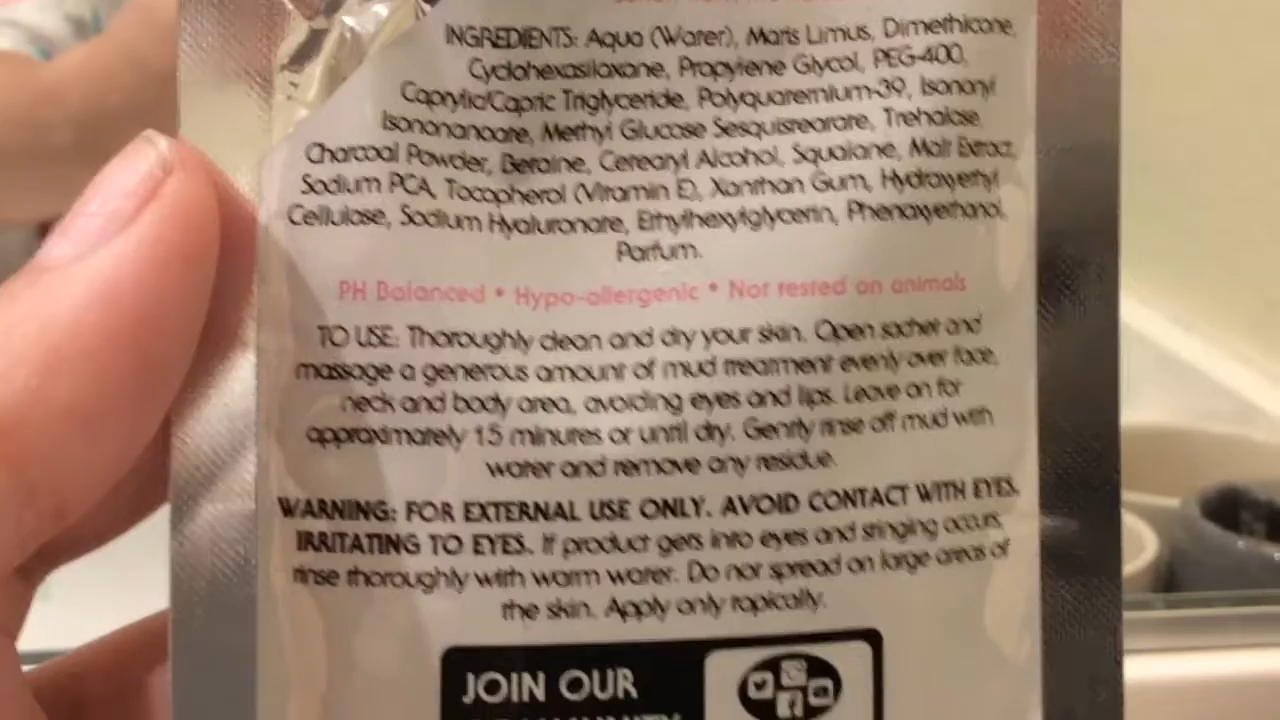 INGREDIENTS: Aqua (Water), Maris Limus, Dimethicone,
Cyclohexasiloxane, Propylene Glycol, PEG-400,
Caprylic/Capric Triglyceride, Polyquaternium-39, Isononyl
Isononanoate, Methyl Glucose Sesquistearate, Trehalose
Charcoal Powder, Betaine, Cetearyl Alcohol, Squalane, Malt Extract,
Sodium PCA, Tocopherol (Vitamin E), Xanthan Gum, Hydroxyethyl
Cellulose, Sodium Hyaluronate, Ethylhexylglycerin, Phenoxyethanol,
Parfum.
PH Balanced * Hypo-allergenic * Not tested on animals
TO USE: Thoroughly clean and dry your skin. Open sachet and
massage a generous amount of mud treatment evenly over face,
neck and body area, avoiding eyes and lips. Leave on for
approximately 15 minutes or until dry. Gently rinse off mud with
water and remove any residue.
WARNING: FOR EXTERNAL USE ONLY. AVOID CONTACT WITH EYES.
IRRITATING TO EYES. If product gets into eyes and stinging occurs,
rinse thoroughly with warm water. Do not spread on large areas of
the skin. Apply only topically.
JOIN OUR